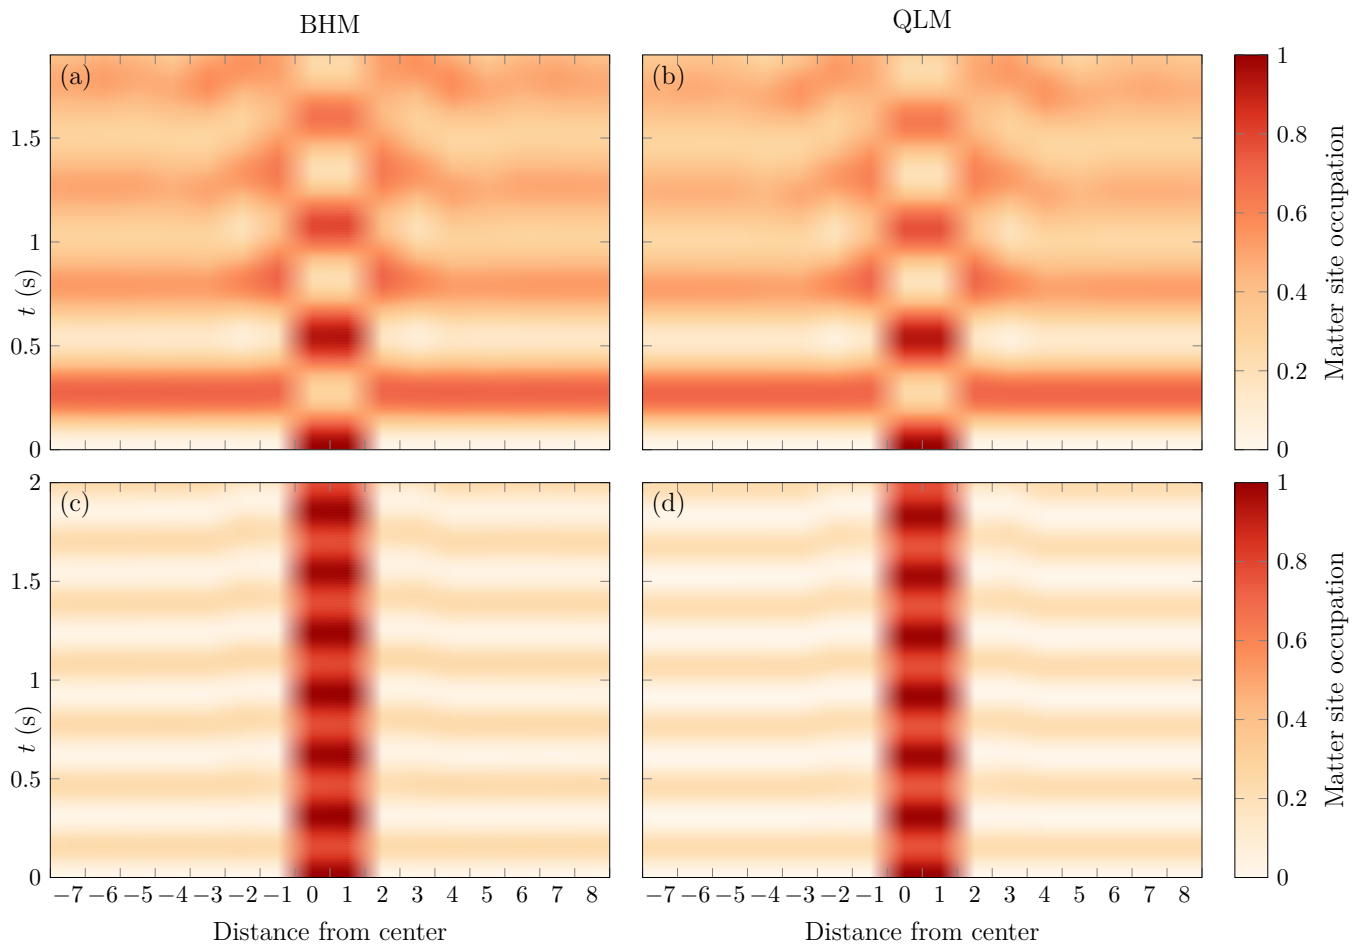 BHM
QLM
(a)
(b)
1.5
1
0.5
0
t (s)
1
0.8
0.6
0.4
0.2
0
Matter site occupation
(c)
(d)
2
1.5
1
0.5
0
t (s)
−7 −6 −5 −4 −3 −2 −1 0 1 2 3 4 5 6 7 8
−7 −6 −5 −4 −3 −2 −1 0 1 2 3 4 5 6 7 8
Distance from center
Distance from center
1
0.8
0.6
0.4
0.2
0
Matter site occupation